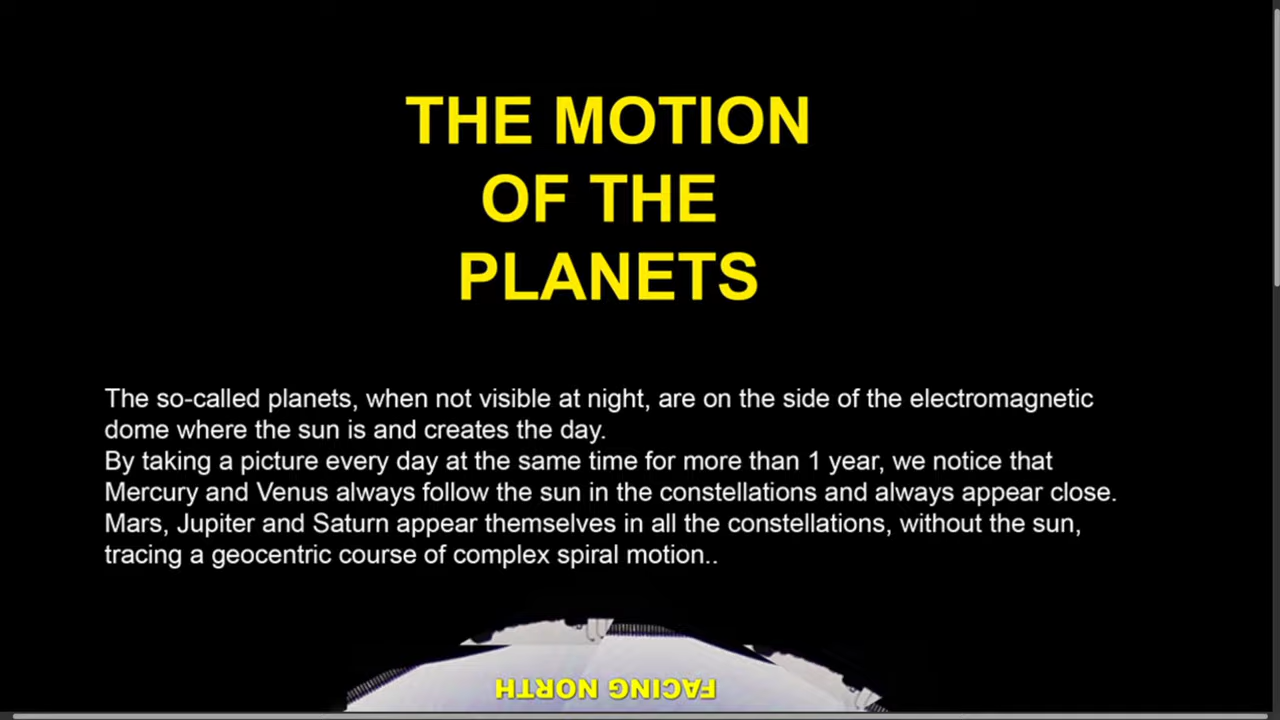 THE MOTION
OF THE
PLANETS
The so-called planets, when not visible at night, are on the side of the electromagnetic
dome where the sun is and creates the day.
By taking a picture every day at the same time for more than 1 year, we notice that
Mercury and Venus always follow the sun in the constellations and always appear close.
Mars, Jupiter and Saturn appear themselves in all the constellations, without the sun,
tracing a geocentric course of complex spiral motion..
FACING NORTH